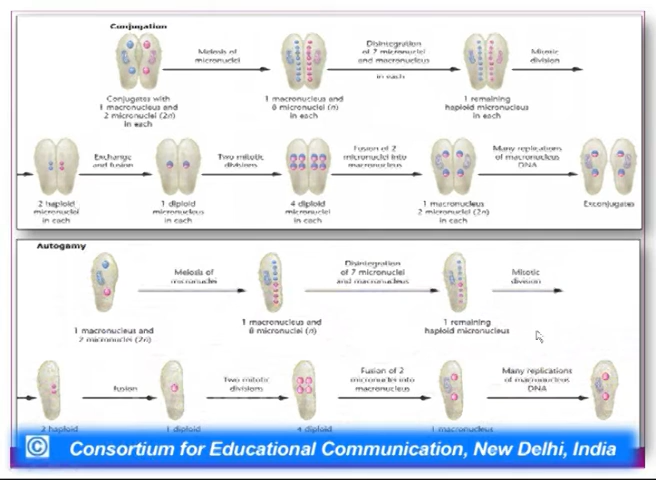 Conjugation
Meiosis of
micronuclei
Disintegration
of 7 micronuclei
and macronucleus
in each
Mitotic
division
Conjugates with
1 macronucleus and
2 micronuclei (2n)
in each
1 macronucleus and
8 micronuclei (n)
in each
1 remaining
haploid micronucleus
in each
Exchange
and fusion
Two mitotic
divisions
Fusion of 2
micronuclei into
macronucleus
Many replications
of macronucleus
DNA
2 haploid
micronuclei
in each
1 diploid
micronucleus
in each
4 diploid
micronuclei
in each
1 macronucleus
2 micronuclei (2n)
in each
Exconjugates
Autogamy
Meiosis of
micronuclei
Disintegration
of 7 micronuclei
and macronucleus
Mitotic
division
1 macronucleus and
2 micronuclei (2n)
1 macronucleus and
8 micronuclei (n)
1 remaining
haploid micronucleus
Fusion
Two mitotic
divisions
Fusion of 2
micronuclei into
macronucleus
Many replications
of macronucleus
DNA
2 haploid
1 diploid
4 diploid
1 macronucleus
© Consortium for Educational Communication, New Delhi, India